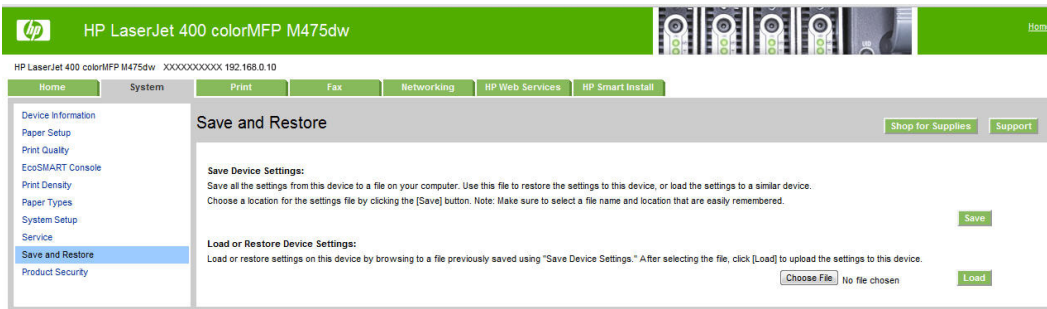 hp
HP LaserJet 400 colorMFP M475dw
Home
HP LaserJet 400 colorMFP M475dw XXXXXXXXXX 192.168.0.10
Home System Print Fax Networking HP Web Services HP Smart Install
Device Information
Paper Setup
Print Quality
EcoSMART Console
Print Density
Paper Types
System Setup
Service
Save and Restore
Product Security
Save and Restore
Shop for Supplies Support
Save Device Settings:
Save all the settings from this device to a file on your computer. Use this file to restore the settings to this device, or load the settings to a similar device.
Choose a location for the settings file by clicking the [Save] button. Note: Make sure to select a file name and location that are easily remembered.
Save
Load or Restore Device Settings:
Load or restore settings on this device by browsing to a file previously saved using "Save Device Settings." After selecting the file, click [Load] to upload the settings to this device.
Choose File No file chosen Load